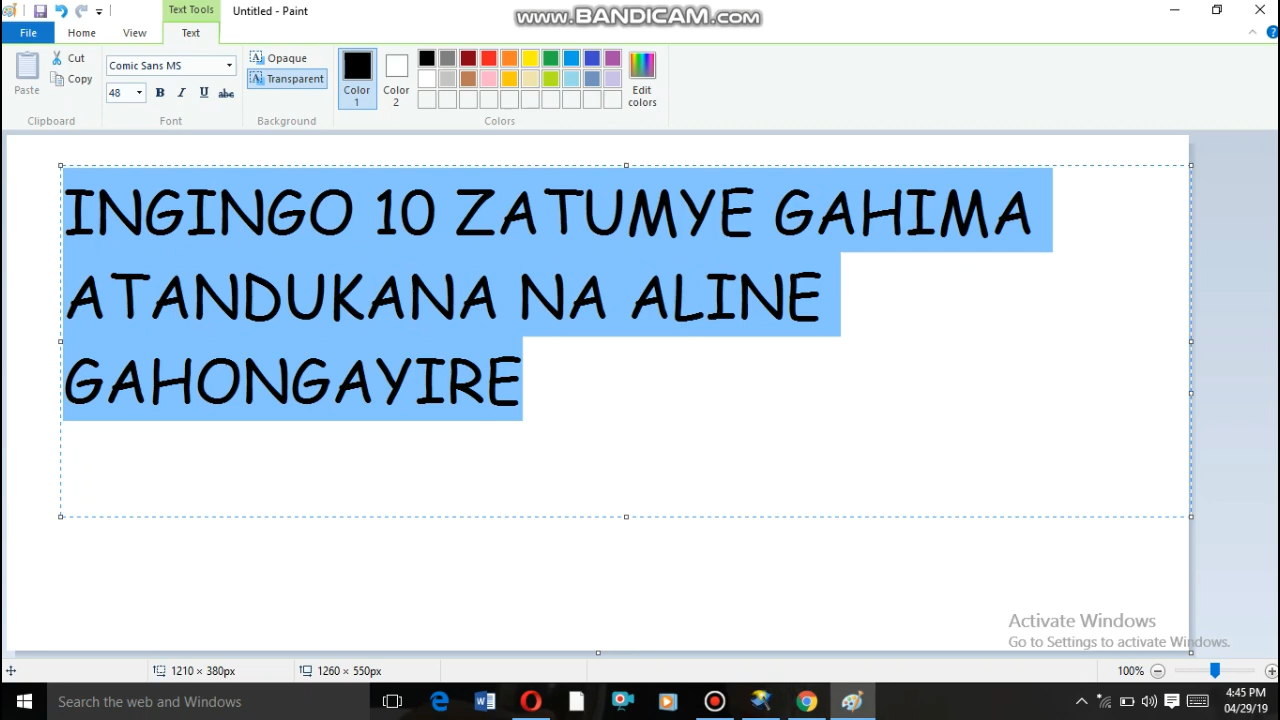 Text Tools
Untitled - Paint
www.BANDICAM.com
File
Home
View
Text
Paste
Cut
Copy
Clipboard
Comic Sans MS
48
B I U abc
Font
Opaque
Transparent
Background
Color 1
Color 2
Edit colors
Colors
INGINGO 10 ZATUMYE GAHIMA
ATANDUKANA NA ALINE
GAHONGAYIRE
Activate Windows
Go to Settings to activate Windows.
1210 × 380px
1260 × 550px
100%
Search the web and Windows
4:45 PM
04/29/19